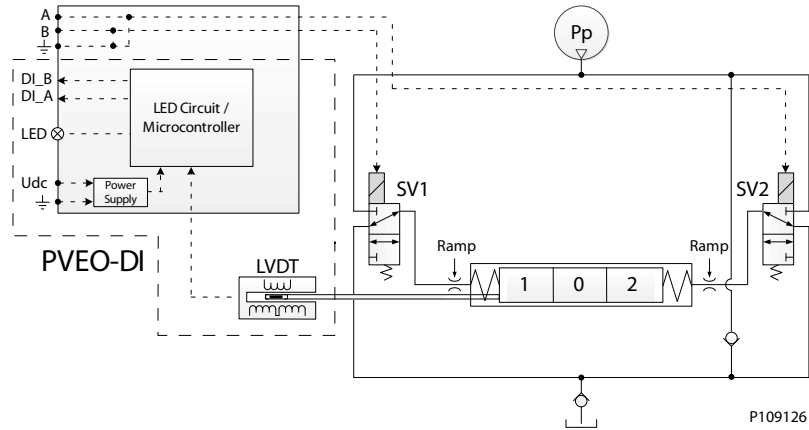 A
B
DI_B
DI_A
LED
Udc
LED Circuit /
Microcontroller
Power
Supply
PVEO-DI
LVDT
Pp
SV1
SV2
Ramp
Ramp
1 0 2
P109126